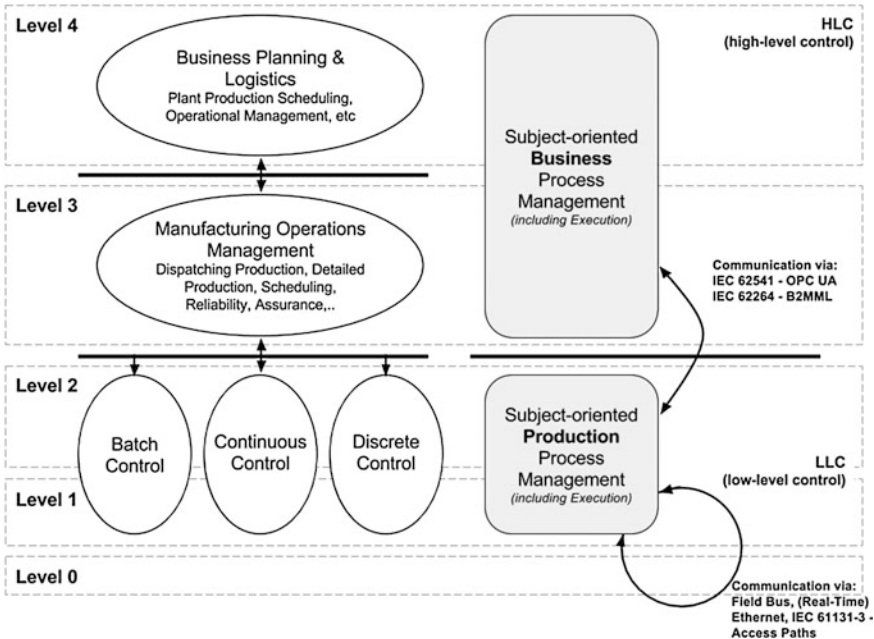 Level 4
Business Planning &
Logistics
Plant Production Scheduling,
Operational Management, etc
HLC
(high-level control)
Subject-oriented
Business
Process
Management
(including Execution)
Level 3
Manufacturing Operations
Management
Dispatching Production, Detailed
Production, Scheduling,
Reliability, Assurance,..
Communication via:
IEC 62541 - OPC UA
IEC 62264 - B2MML
Level 2
Batch
Control
Continuous
Control
Discrete
Control
Subject-oriented
Production
Process
Management
(including Execution)
LLC
(low-level control)
Level 1
Level 0
Communication via:
Field Bus, (Real-Time)
Ethernet, IEC 61131-3 -
Access Paths